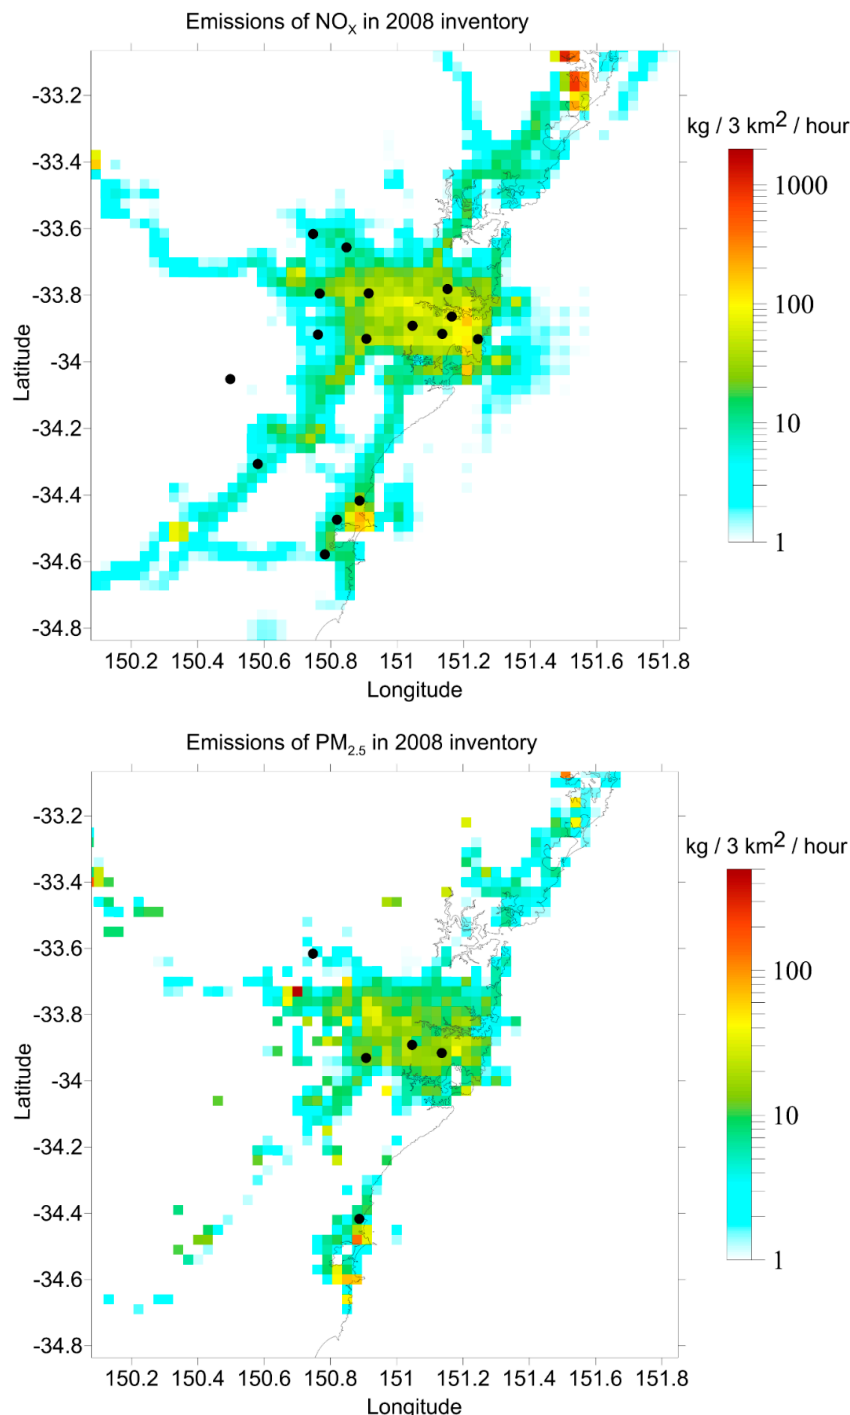 Emissions of NOX in 2008 inventory
kg / 3 km2 / hour
-33.2
-33.4
-33.6
-33.8
-34
-34.2
-34.4
-34.6
-34.8
Latitude
1000
100
10
1
150.2 150.4 150.6 150.8 151 151.2 151.4 151.6 151.8
Longitude
Emissions of PM2.5 in 2008 inventory
kg / 3 km2 / hour
-33.2
-33.4
-33.6
-33.8
-34
-34.2
-34.4
-34.6
-34.8
Latitude
100
10
1
150.2 150.4 150.6 150.8 151 151.2 151.4 151.6 151.8
Longitude